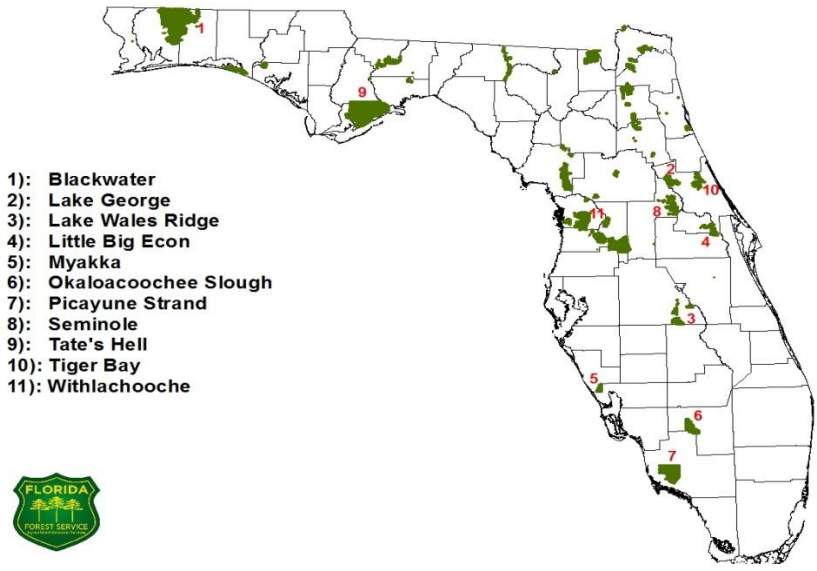 1): Blackwater
2): Lake George
3): Lake Wales Ridge
4): Little Big Econ
5): Myakka
6): Okaloacoochee Slough
7): Picayune Strand
8): Seminole
9): Tate's Hell
10): Tiger Bay
11): Withlachooche
1
9
2
10
11
8
4
3
5
6
7
FLORIDA
FOREST SERVICE